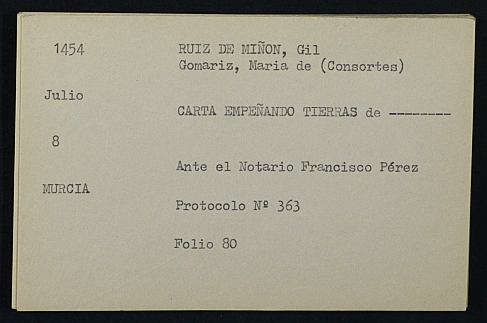 1454 RUIZ DE MIÑON, Gil
Gomariz, Maria de (Consortes)
Julio
CARTA EMPEÑANDO TIERRAS de --------
8
Ante el Notario Francisco Pérez
MURCIA
Protocolo Nº 363
Folio 80